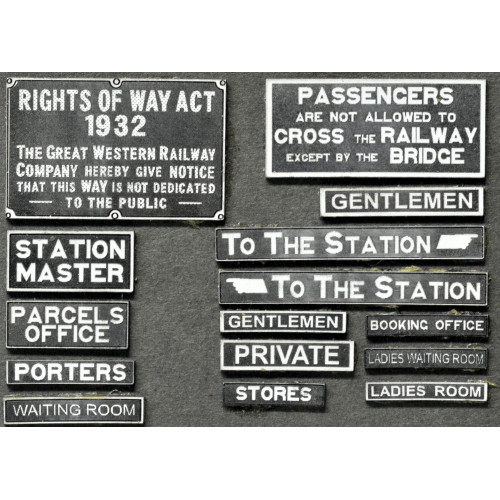 RIGHTS OF WAY ACT
1932
THE GREAT WESTERN RAILWAY
COMPANY HEREBY GIVE NOTICE
THAT THIS WAY IS NOT DEDICATED
TO THE PUBLIC
PASSENGERS
ARE NOT ALLOWED TO
CROSS THE RAILWAY
EXCEPT BY THE BRIDGE
GENTLEMEN
STATION
MASTER
TO THE STATION
TO THE STATION
PARCELS
OFFICE
GENTLEMEN
BOOKING OFFICE
PORTERS
PRIVATE
LADIES WAITING ROOM
WAITING ROOM
STORES
LADIES ROOM